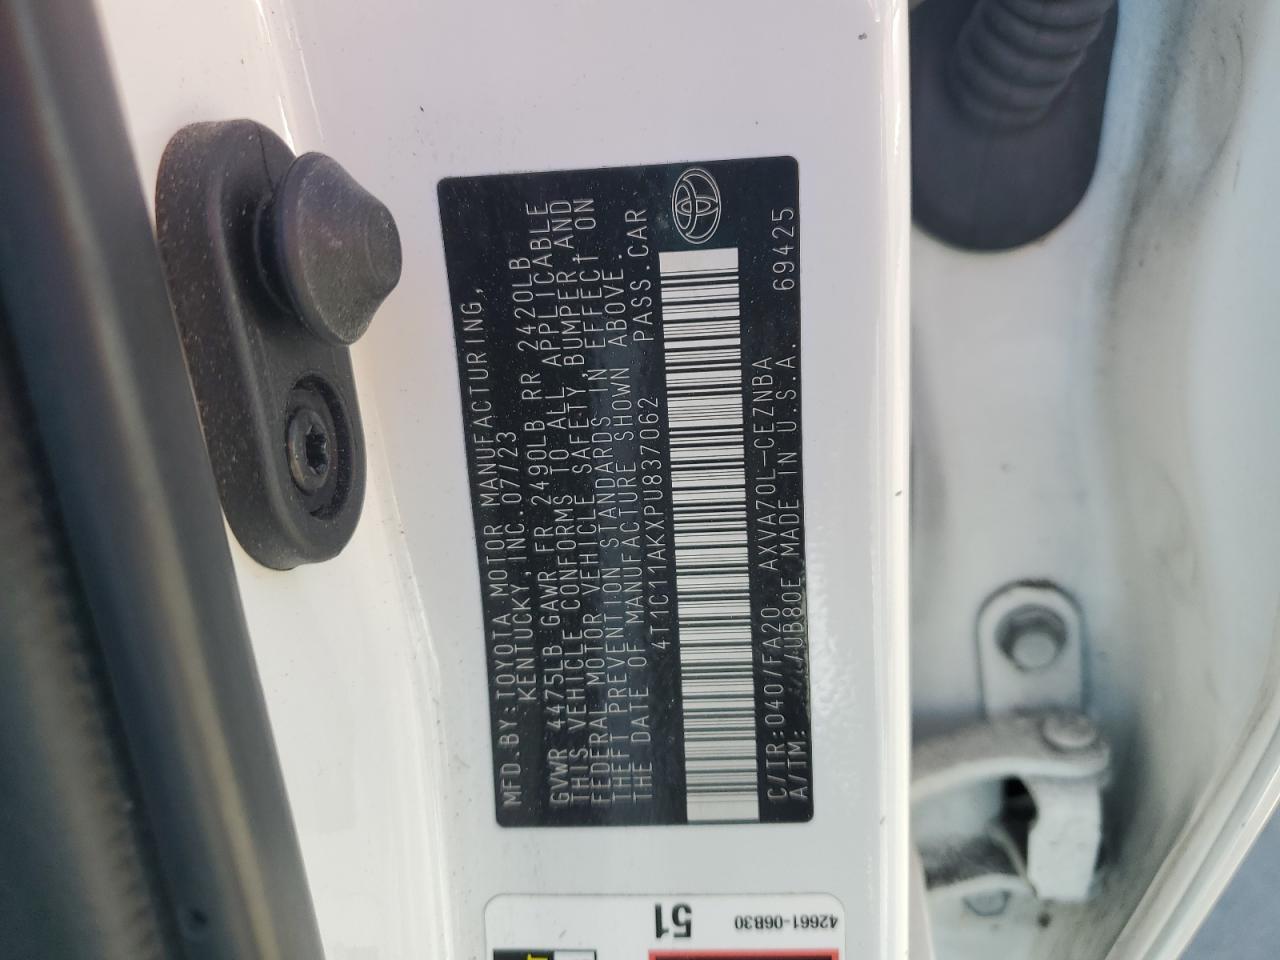 MFD.BY:TOYOTA MOTOR MANUFACTURING,
KENTUCKY,INC.07/23
GVWR 4475LB GAWR FR 2490LB RR 2420LB
THIS VEHICLE CONFORMS TO ALL APPLICABLE
FEDERAL MOTOR VEHICLE SAFETY,BUMPER,AND
THEFT PREVENTION STANDARDS IN EFFECT ON
THE DATE OF MANUFACTURE SHOWN ABOVE.
4T1C11AKXPU837062 PASS.CAR
C/TR:040/FA20 AXVA70L-CEZNBA
A/TM: /UB80E MADE IN U.S.A. 69425
51
42661-06B30